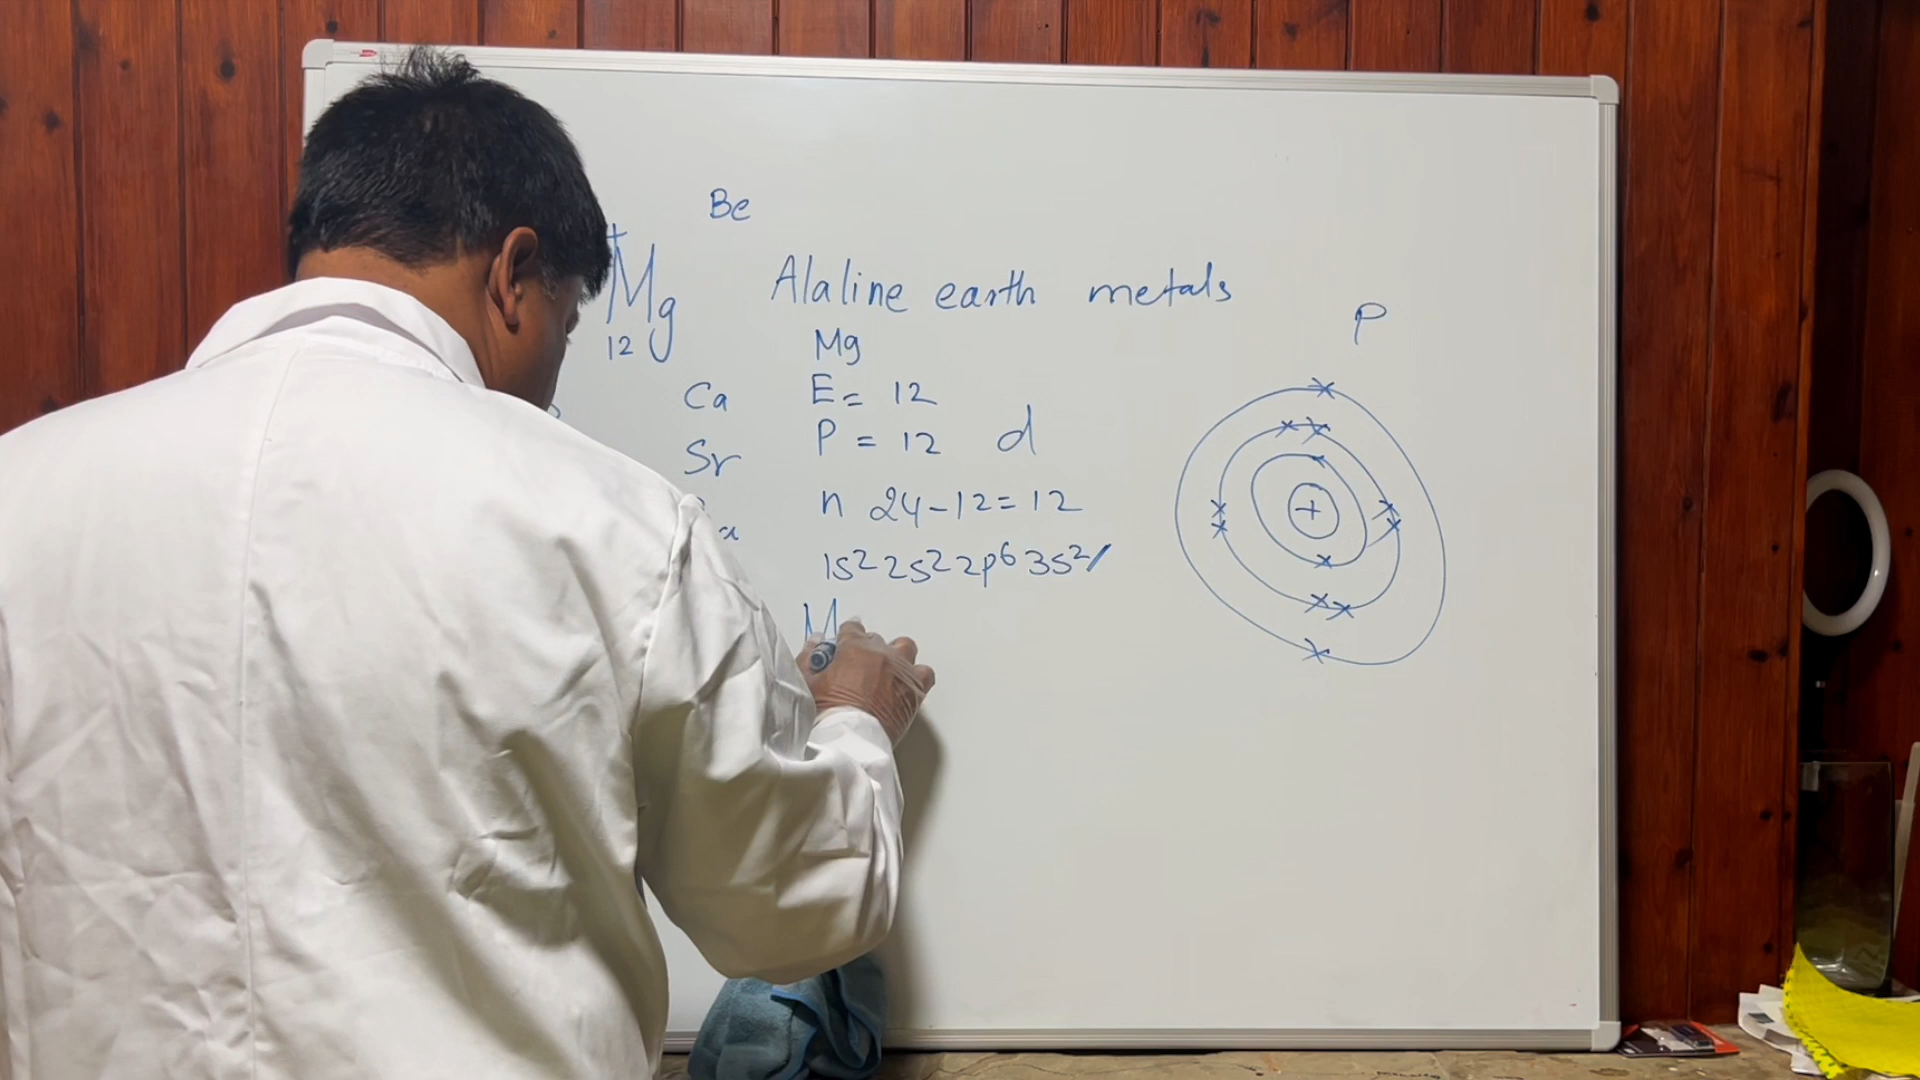 Be
Mg
12
Alaline earth metals
P
Mg
Ca
E = 12
P = 12
d
Sr
n 24-12=12
1s² 2s² 2p⁶ 3s²
M
+